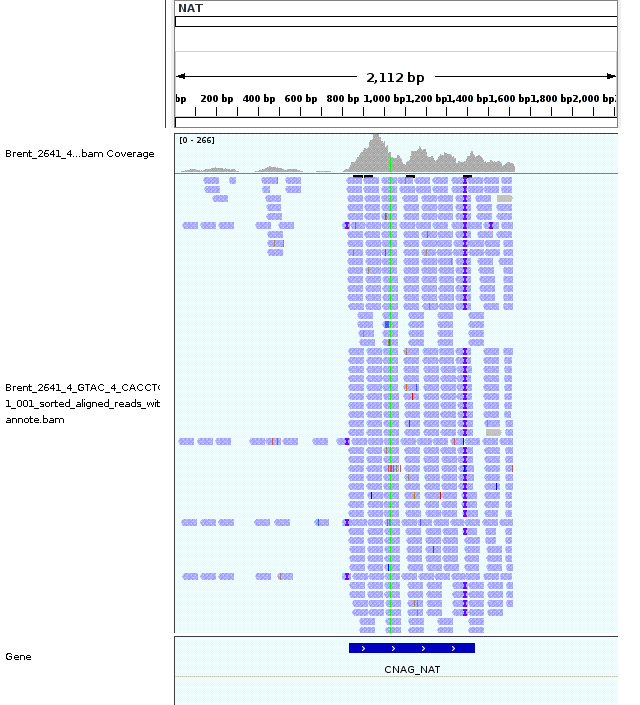 NAT
2,112 bp
bp 200 bp 400 bp 600 bp 800 bp 1,000 bp 1,200 bp 1,400 bp 1,600 bp 1,800 bp 2,000 bp
[0 - 266]
Brent_2641_4...bam Coverage
Brent_2641_4_GTAC_4_CACCT
1_001_sorted_aligned_reads_wit
annote.bam
Gene
CNAG_NAT